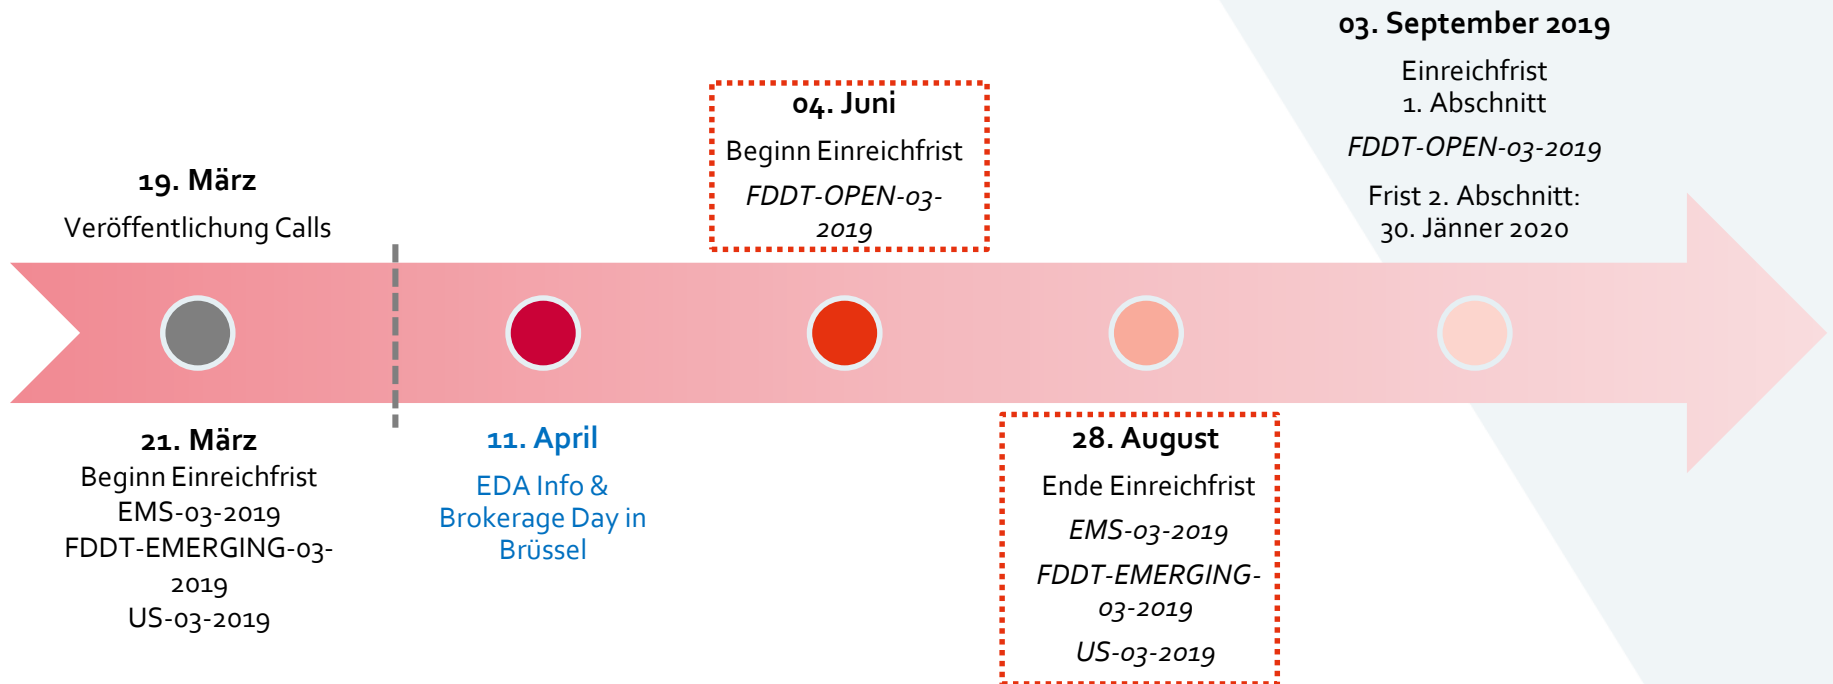 19. März
Veröffentlichung Calls
21. März
Beginn Einreichfrist
EMS-03-2019
FDDT-EMERGING-03-
2019
US-03-2019
11. April
EDA Info &
Brokerage Day in
Brüssel
04. Juni
Beginn Einreichfrist
FDDT-OPEN-03-
2019
28. August
Ende Einreichfrist
EMS-03-2019
FDDT-EMERGING-
03-2019
US-03-2019
03. September 2019
Einreichfrist
1. Abschnitt
FDDT-OPEN-03-2019
Frist 2. Abschnitt:
30. Jänner 2020